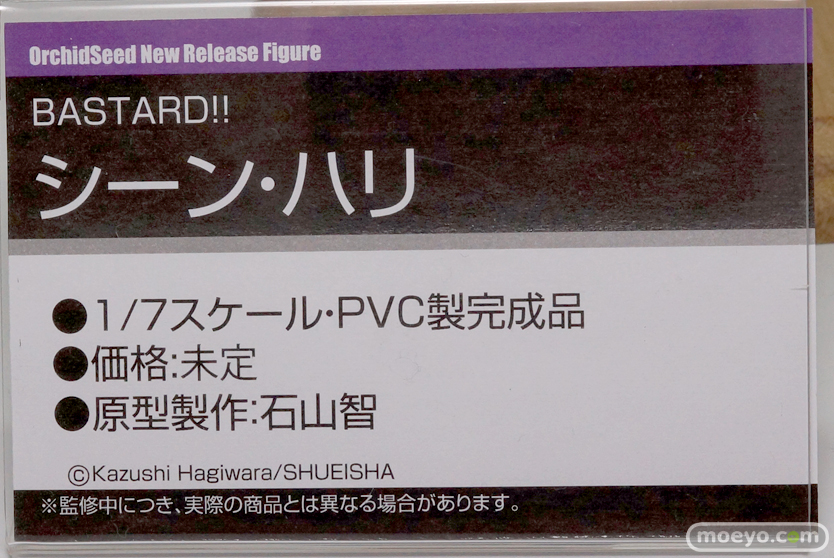 OrchidSeed New Release Figure
BASTARD!!
シーン・ハリ
●1/7スケール・PVC製完成品
●価格:未定
●原型製作:石山智
©Kazushi Hagiwara/SHUEISHA
※監修中につき、実際の商品とは異なる場合があります。
moeyo.com